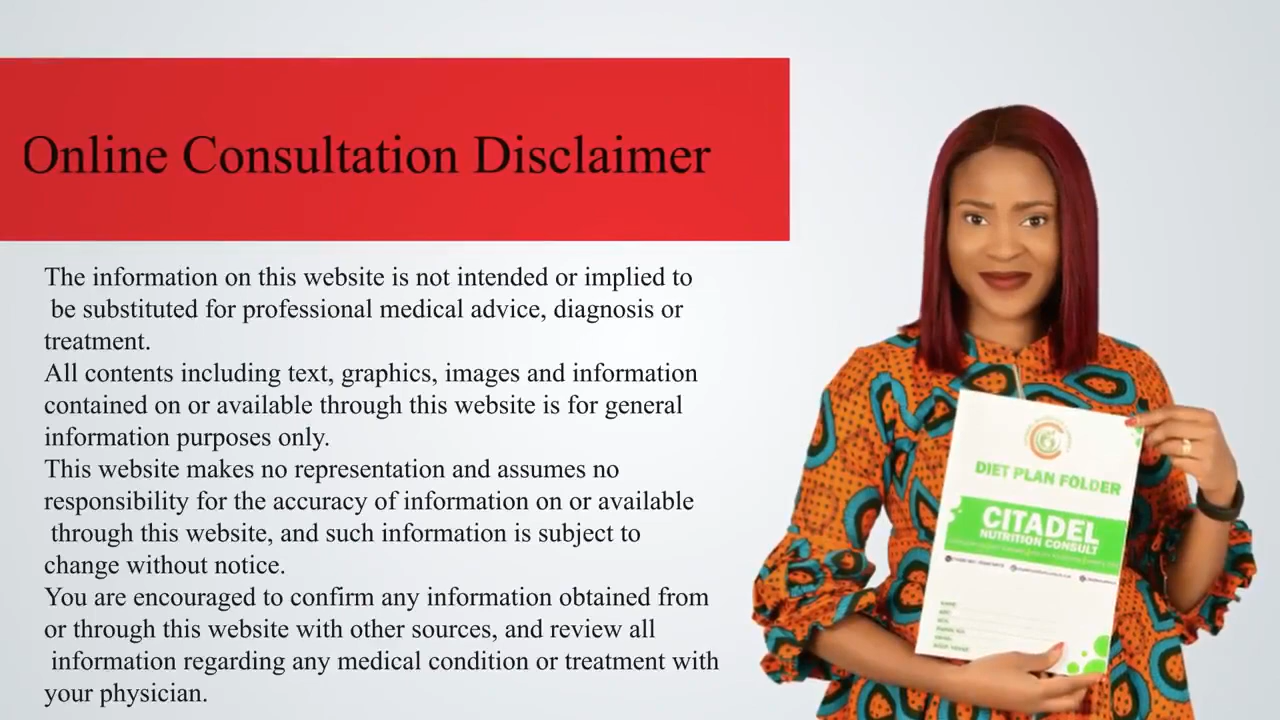 Online Consultation Disclaimer
The information on this website is not intended or implied to
be substituted for professional medical advice, diagnosis or
treatment.
All contents including text, graphics, images and information
contained on or available through this website is for general
information purposes only.
This website makes no representation and assumes no
responsibility for the accuracy of information on or available
through this website, and such information is subject to
change without notice.
You are encouraged to confirm any information obtained from
or through this website with other sources, and review all
information regarding any medical condition or treatment with
your physician.
DIET PLAN FOLDER
CITADEL
NUTRITION CONSULT
NAME: